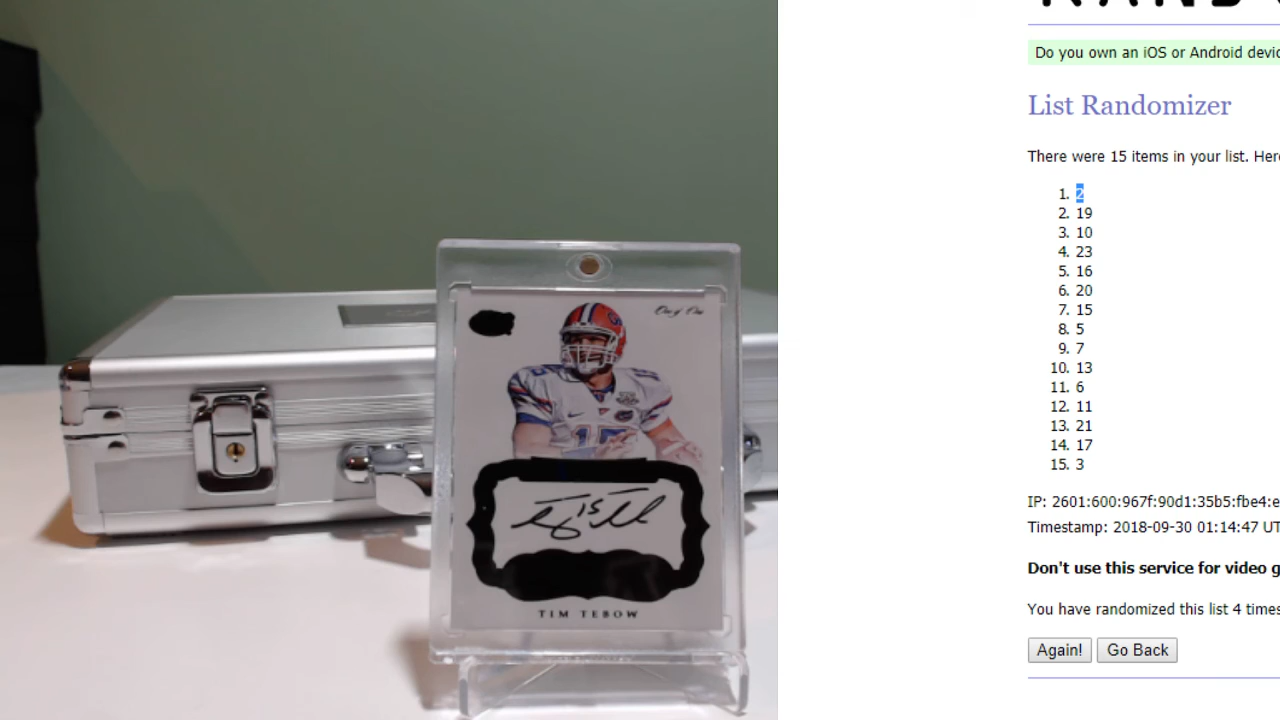 One of One
15
TIM TEBOW
Do you own an iOS or Android devic
List Randomizer
There were 15 items in your list. Here
1. 2
2. 19
3. 10
4. 23
5. 16
6. 20
7. 15
8. 5
9. 7
10. 13
11. 6
12. 11
13. 21
14. 17
15. 3
IP: 2601:600:967f:90d1:35b5:fbe4:e
Timestamp: 2018-09-30 01:14:47 UT
Don't use this service for video g
You have randomized this list 4 times
Again! Go Back